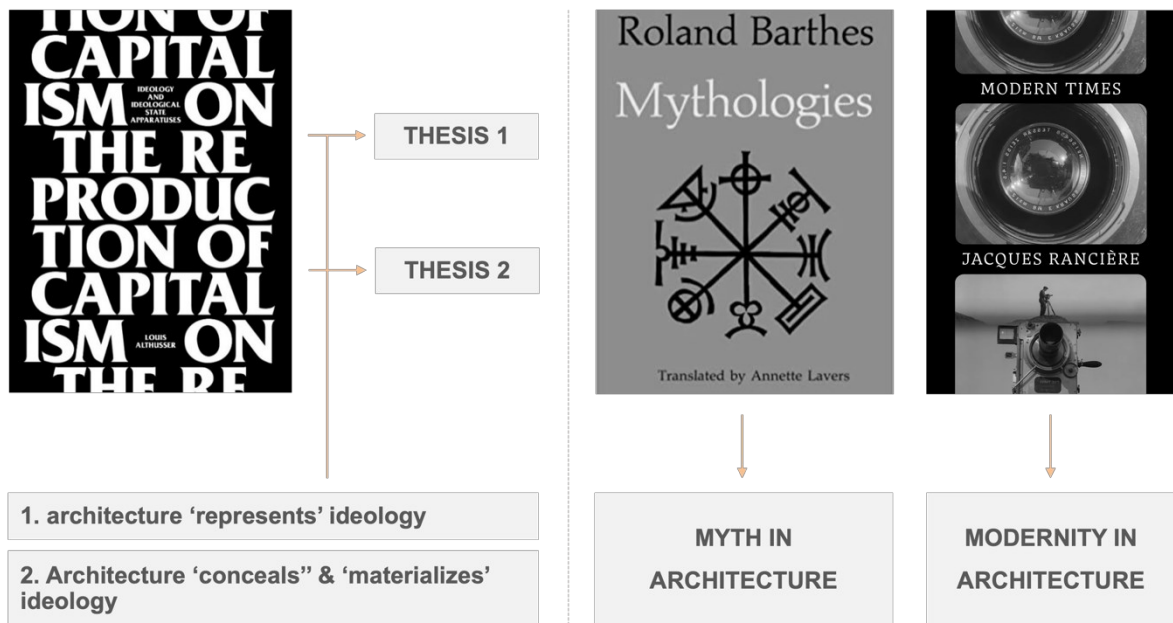 TION OF
CAPITAL
ISM
IDEOLOGY
AND
IDEOLOGICAL
STATE
APPARATUSES
ON
THE RE
PRODUC
TION OF
CAPITAL
ISM
LOUIS
ALTHUSSER
ON
THE RE
THESIS 1
THESIS 2
1. architecture ‘represents’ ideology
2. Architecture ‘conceals’’ & ‘materializes’
ideology
Roland Barthes
Mythologies
Translated by Annette Lavers
MYTH IN
ARCHITECTURE
MODERN TIMES
JACQUES RANCIÈRE
MODERNITY IN
ARCHITECTURE